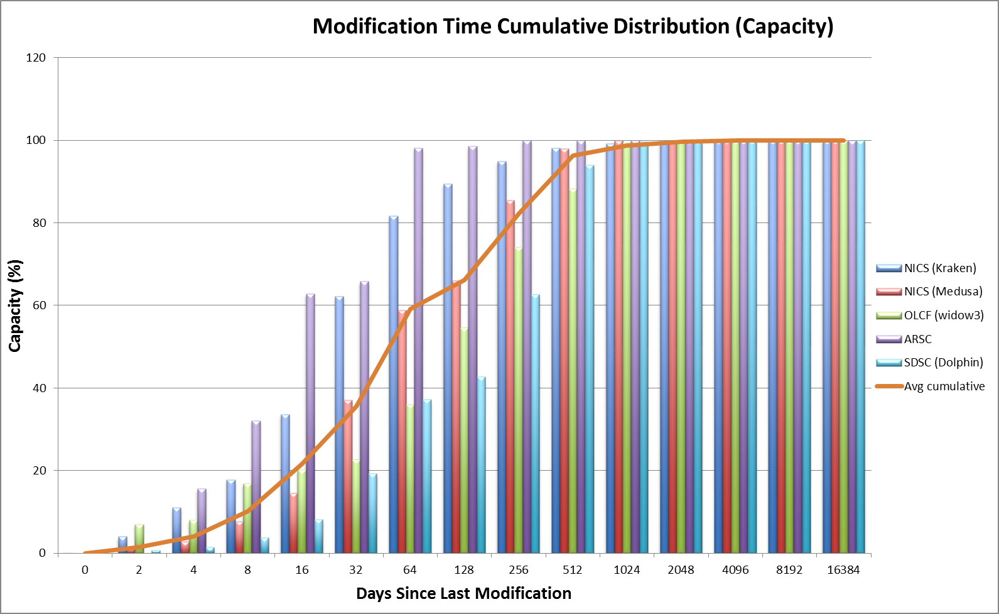 Modification Time Cumulative Distribution (Capacity)
120
100
80
60
40
20
0
Capacity (%)
0 2 4 8 16 32 64 128 256 512 1024 2048 4096 8192 16384
Days Since Last Modification
NICS (Kraken)
NICS (Medusa)
OLCF (widow3)
ARSC
SDSC (Dolphin)
Avg cumulative